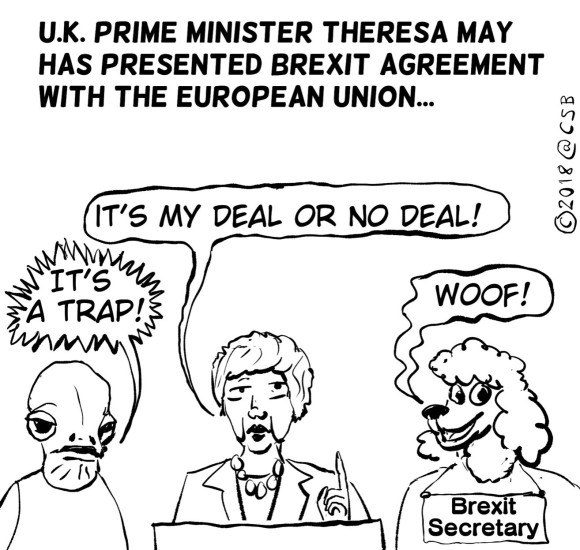 U.K. PRIME MINISTER THERESA MAY
HAS PRESENTED BREXIT AGREEMENT
WITH THE EUROPEAN UNION...
©2018@CSB
IT'S MY DEAL OR NO DEAL!
IT'S
A TRAP!
WOOF!
Brexit
Secretary